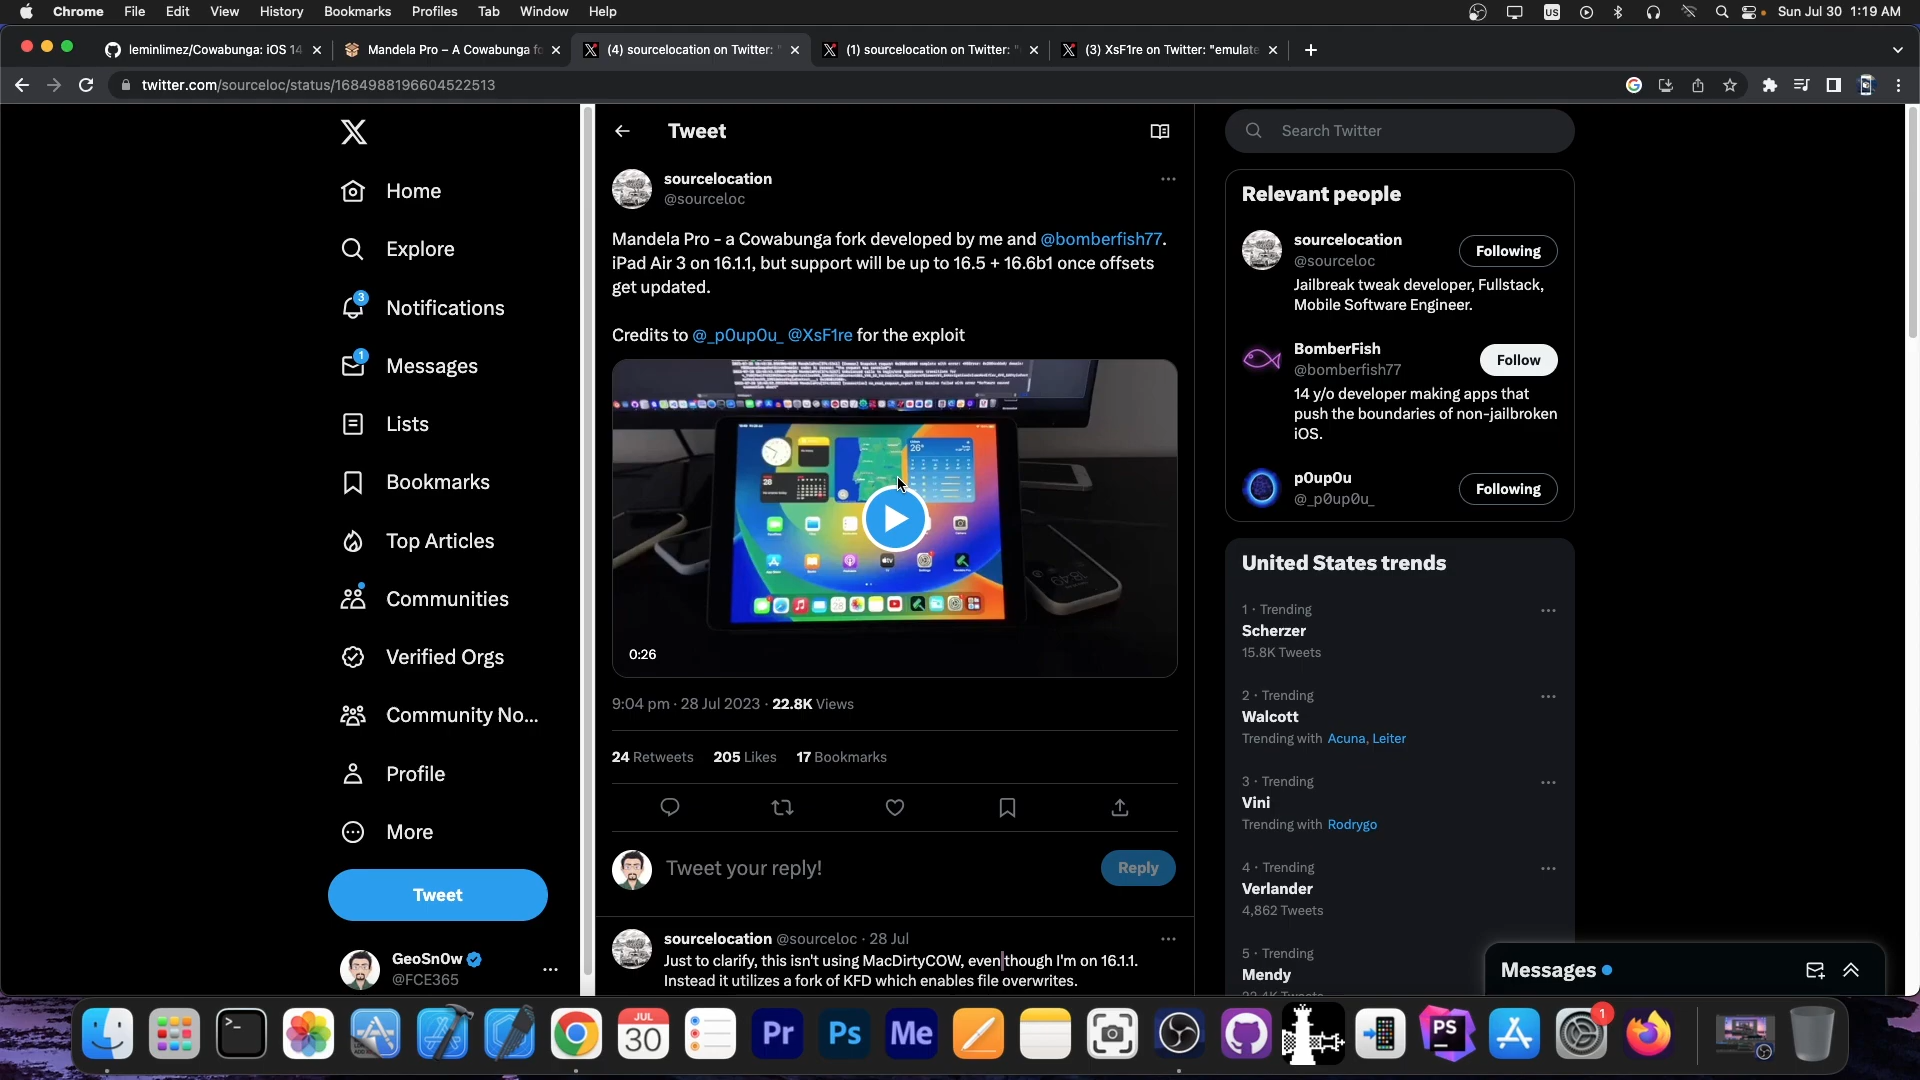 Chrome File Edit View History Bookmarks Profiles Tab Window Help
US
Sun Jul 30 1:19 AM
leminlimez/Cowabunga: iOS 14
Mandela Pro – A Cowabunga fo
(4) sourcelocation on Twitter: "
(1) sourcelocation on Twitter: "
(3) XsF1re on Twitter: "emulate
twitter.com/sourceloc/status/1684988196604522513
Home
Explore
3
Notifications
1
Messages
Lists
Bookmarks
Top Articles
Communities
Verified Orgs
Community No...
Profile
More
Tweet
GeoSn0w
@FCE365
Tweet
sourcelocation
@sourceloc
Mandela Pro - a Cowabunga fork developed by me and @bomberfish77.
iPad Air 3 on 16.1.1, but support will be up to 16.5 + 16.6b1 once offsets
get updated.
Credits to @_p0up0u_ @XsF1re for the exploit
26°
28
0:26
9:04 pm · 28 Jul 2023 · 22.8K Views
24 Retweets 205 Likes 17 Bookmarks
Tweet your reply!
Reply
sourcelocation @sourceloc · 28 Jul
Just to clarify, this isn't using MacDirtyCOW, even though I'm on 16.1.1.
Instead it utilizes a fork of KFD which enables file overwrites.
Search Twitter
Relevant people
sourcelocation
@sourceloc
Following
Jailbreak tweak developer, Fullstack,
Mobile Software Engineer.
BomberFish
@bomberfish77
Follow
14 y/o developer making apps that
push the boundaries of non-jailbroken
iOS.
p0up0u
@_p0up0u_
Following
United States trends
1 · Trending
Scherzer
15.8K Tweets
2 · Trending
Walcott
Trending with Acuna, Leiter
3 · Trending
Vini
Trending with Rodrygo
4 · Trending
Verlander
4,862 Tweets
5 · Trending
Mendy
Messages
JUL
30
Pr
Ps
Me
PS
1